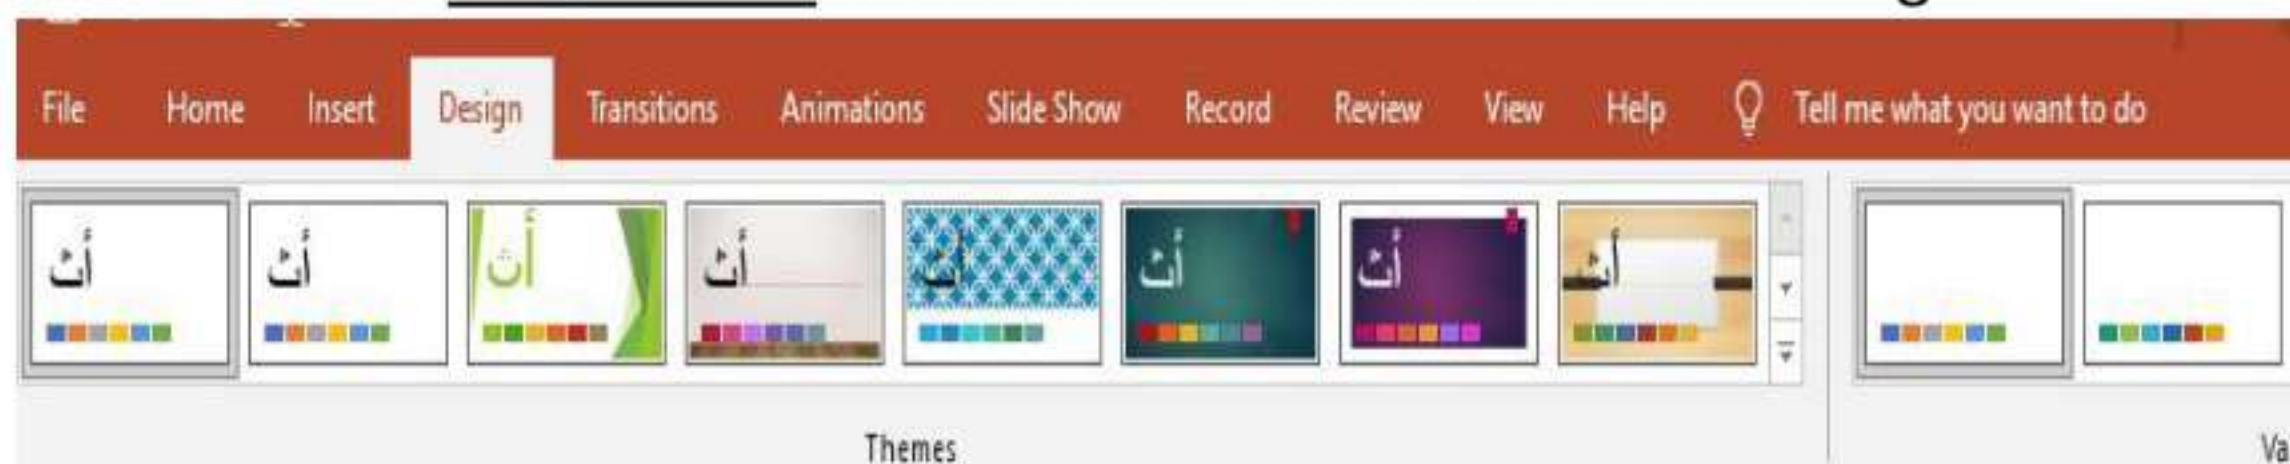 File Home Insert Design Transitions Animations Slide Show Record Review View Help Tell me what you want to do
أث أث أث أث أث أث أث أث
Themes